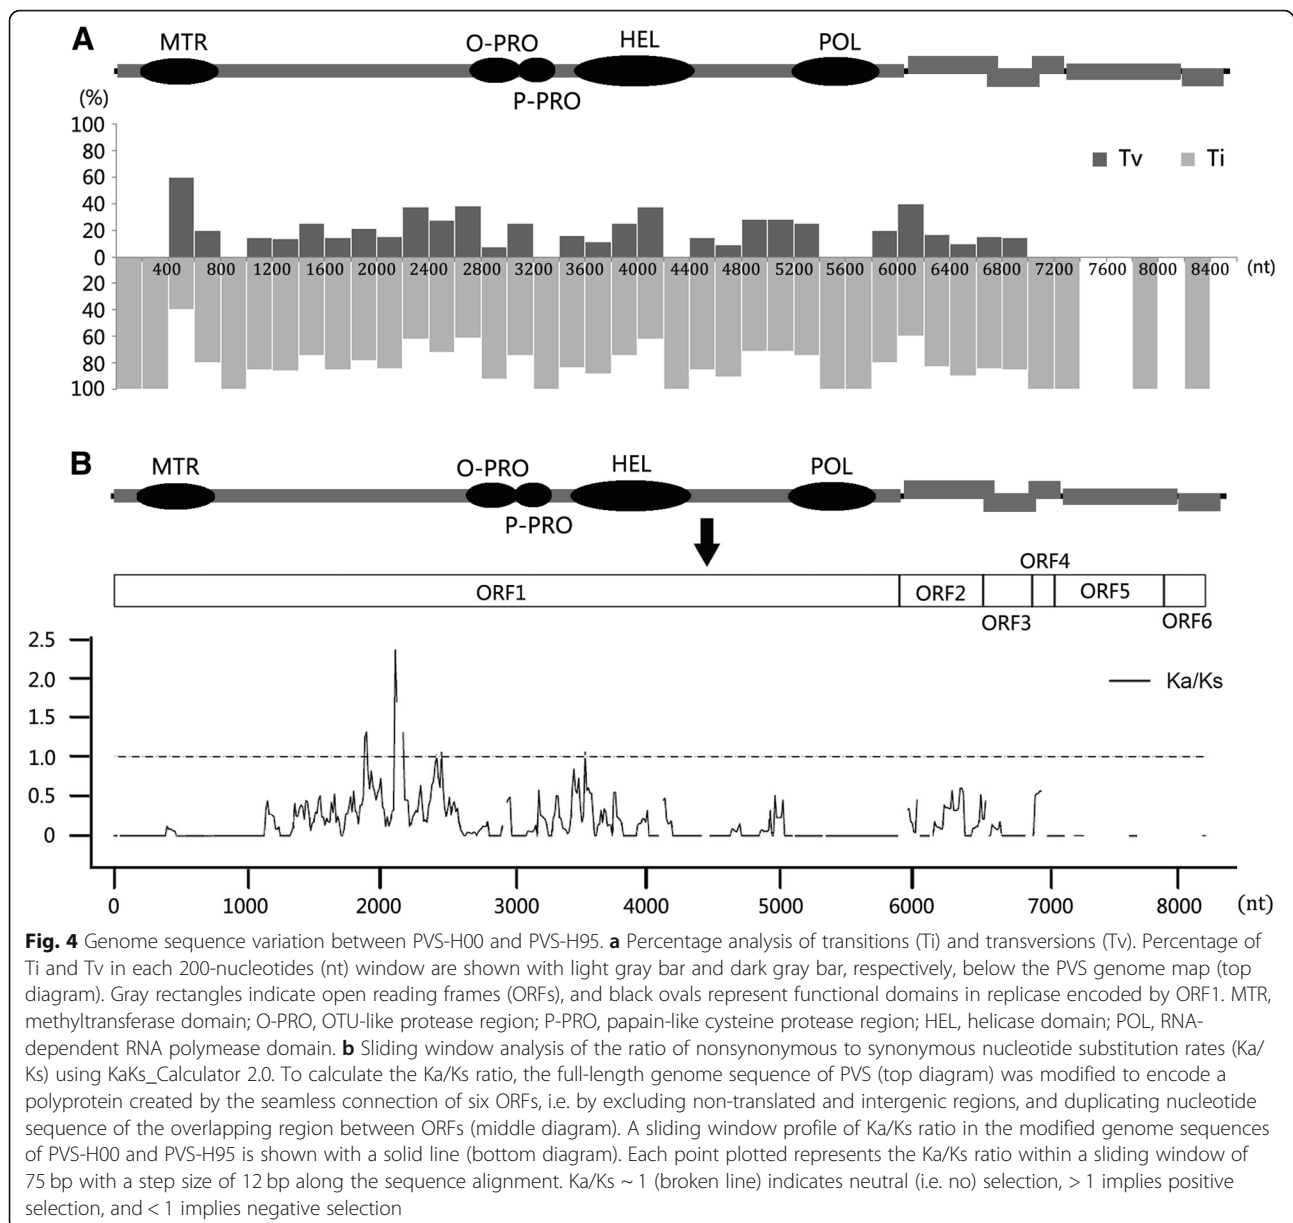 A
MTR
O-PRO
P-PRO
HEL
POL
(%)
100
80
60
40
20
0
20
40
60
80
100
Tv
Ti
400 800 1200 1600 2000 2400 2800 3200 3600 4000 4400 4800 5200 5600 6000 6400 6800 7200 7600 8000 8400 (nt)
B
MTR
O-PRO
P-PRO
HEL
POL
ORF4
ORF1
ORF2
ORF5
ORF3
ORF6
2.5
2.0
1.5
1.0
0.5
0
Ka/Ks
0 1000 2000 3000 4000 5000 6000 7000 8000 (nt)
Fig. 4 Genome sequence variation between PVS-H00 and PVS-H95. a Percentage analysis of transitions (Ti) and transversions (Tv). Percentage of
Ti and Tv in each 200-nucleotides (nt) window are shown with light gray bar and dark gray bar, respectively, below the PVS genome map (top
diagram). Gray rectangles indicate open reading frames (ORFs), and black ovals represent functional domains in replicase encoded by ORF1. MTR,
methyltransferase domain; O-PRO, OTU-like protease region; P-PRO, papain-like cysteine protease region; HEL, helicase domain; POL, RNA-
dependent RNA polymease domain. b Sliding window analysis of the ratio of nonsynonymous to synonymous nucleotide substitution rates (Ka/
Ks) using KaKs_Calculator 2.0. To calculate the Ka/Ks ratio, the full-length genome sequence of PVS (top diagram) was modified to encode a
polyprotein created by the seamless connection of six ORFs, i.e. by excluding non-translated and intergenic regions, and duplicating nucleotide
sequence of the overlapping region between ORFs (middle diagram). A sliding window profile of Ka/Ks ratio in the modified genome sequences
of PVS-H00 and PVS-H95 is shown with a solid line (bottom diagram). Each point plotted represents the Ka/Ks ratio within a sliding window of
75 bp with a step size of 12 bp along the sequence alignment. Ka/Ks ~ 1 (broken line) indicates neutral (i.e. no) selection, > 1 implies positive
selection, and < 1 implies negative selection